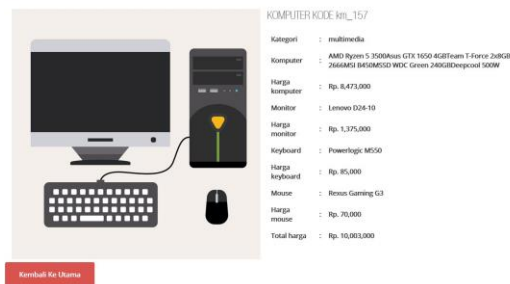 KOMPUTER KODE km_157
Kategori : multimedia
Komputer : AMD Ryzen 5 3500Asus GTX 1650 4GBTeam T-Force 2x8GB
2666MSI B450MSSD WDC Green 240GBDeepcool 500W
Harga
komputer : Rp. 8,473,000
Monitor : Lenovo D24-10
Harga
monitor : Rp. 1,375,000
Keyboard : Powerlogic M550
Harga
keyboard : Rp. 85,000
Mouse : Rexus Gaming G3
Harga
mouse : Rp. 70,000
Total harga : Rp. 10,003,000
Kembali Ke Utama